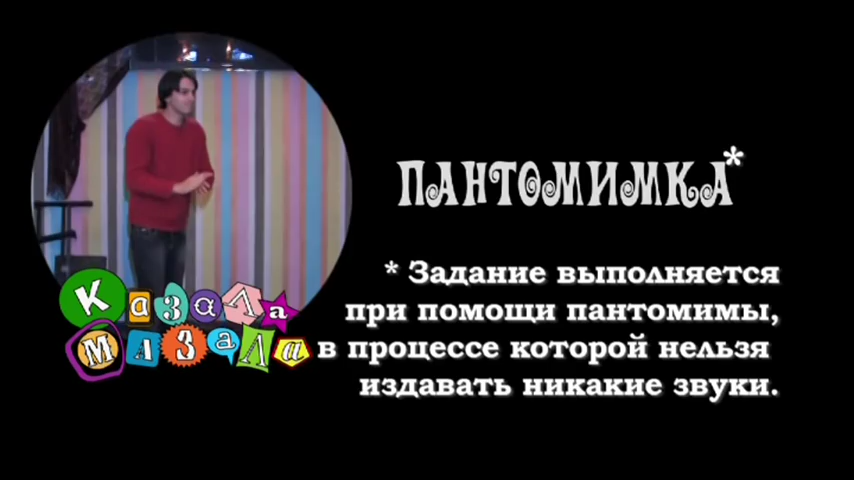 ПАНТОМИМКА*
* Задание выполняется
при помощи пантомимы,
в процессе которой нельзя
издавать никакие звуки.
Казала
МаЗаЛа